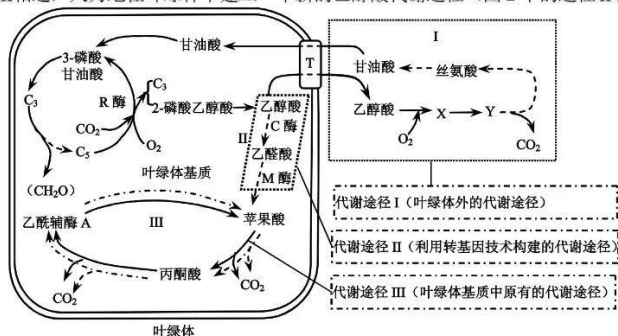 I
甘油酸
T
甘油酸
丝氨酸
3-磷酸
甘油酸
C₃
R 酶
C₃
2-磷酸乙醇酸
乙醇酸
乙醇酸
X
Y
CO₂
O₂
C₅
II
C 酶
乙醛酸
M 酶
O₂
CO₂
(CH₂O)
叶绿体基质
代谢途径 I（叶绿体外的代谢途径）
乙酰辅酶 A
III
苹果酸
代谢途径 II（利用转基因技术构建的代谢途径）
丙酮酸
CO₂
CO₂
代谢途径 III（叶绿体基质中原有的代谢途径）
叶绿体